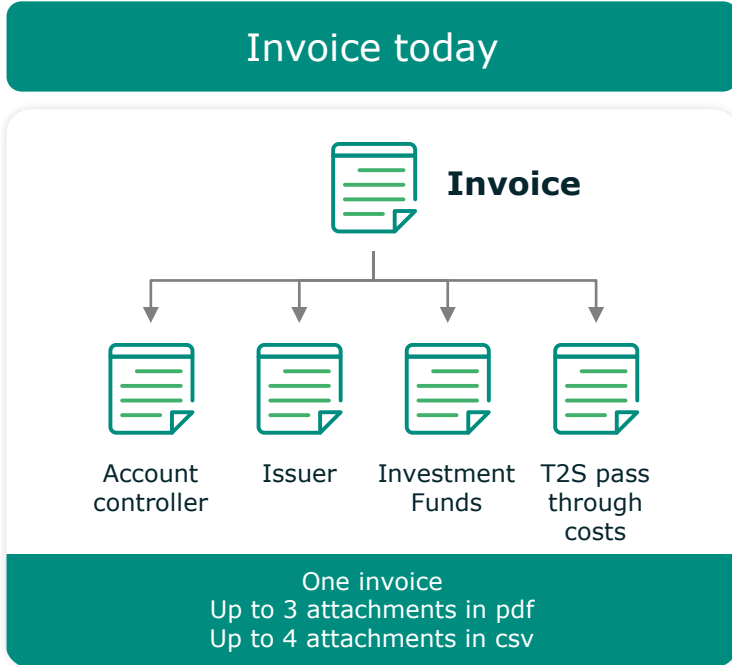 Invoice today
Invoice
Account
controller
Issuer
Investment
Funds
T2S pass
through
costs
One invoice
Up to 3 attachments in pdf
Up to 4 attachments in csv